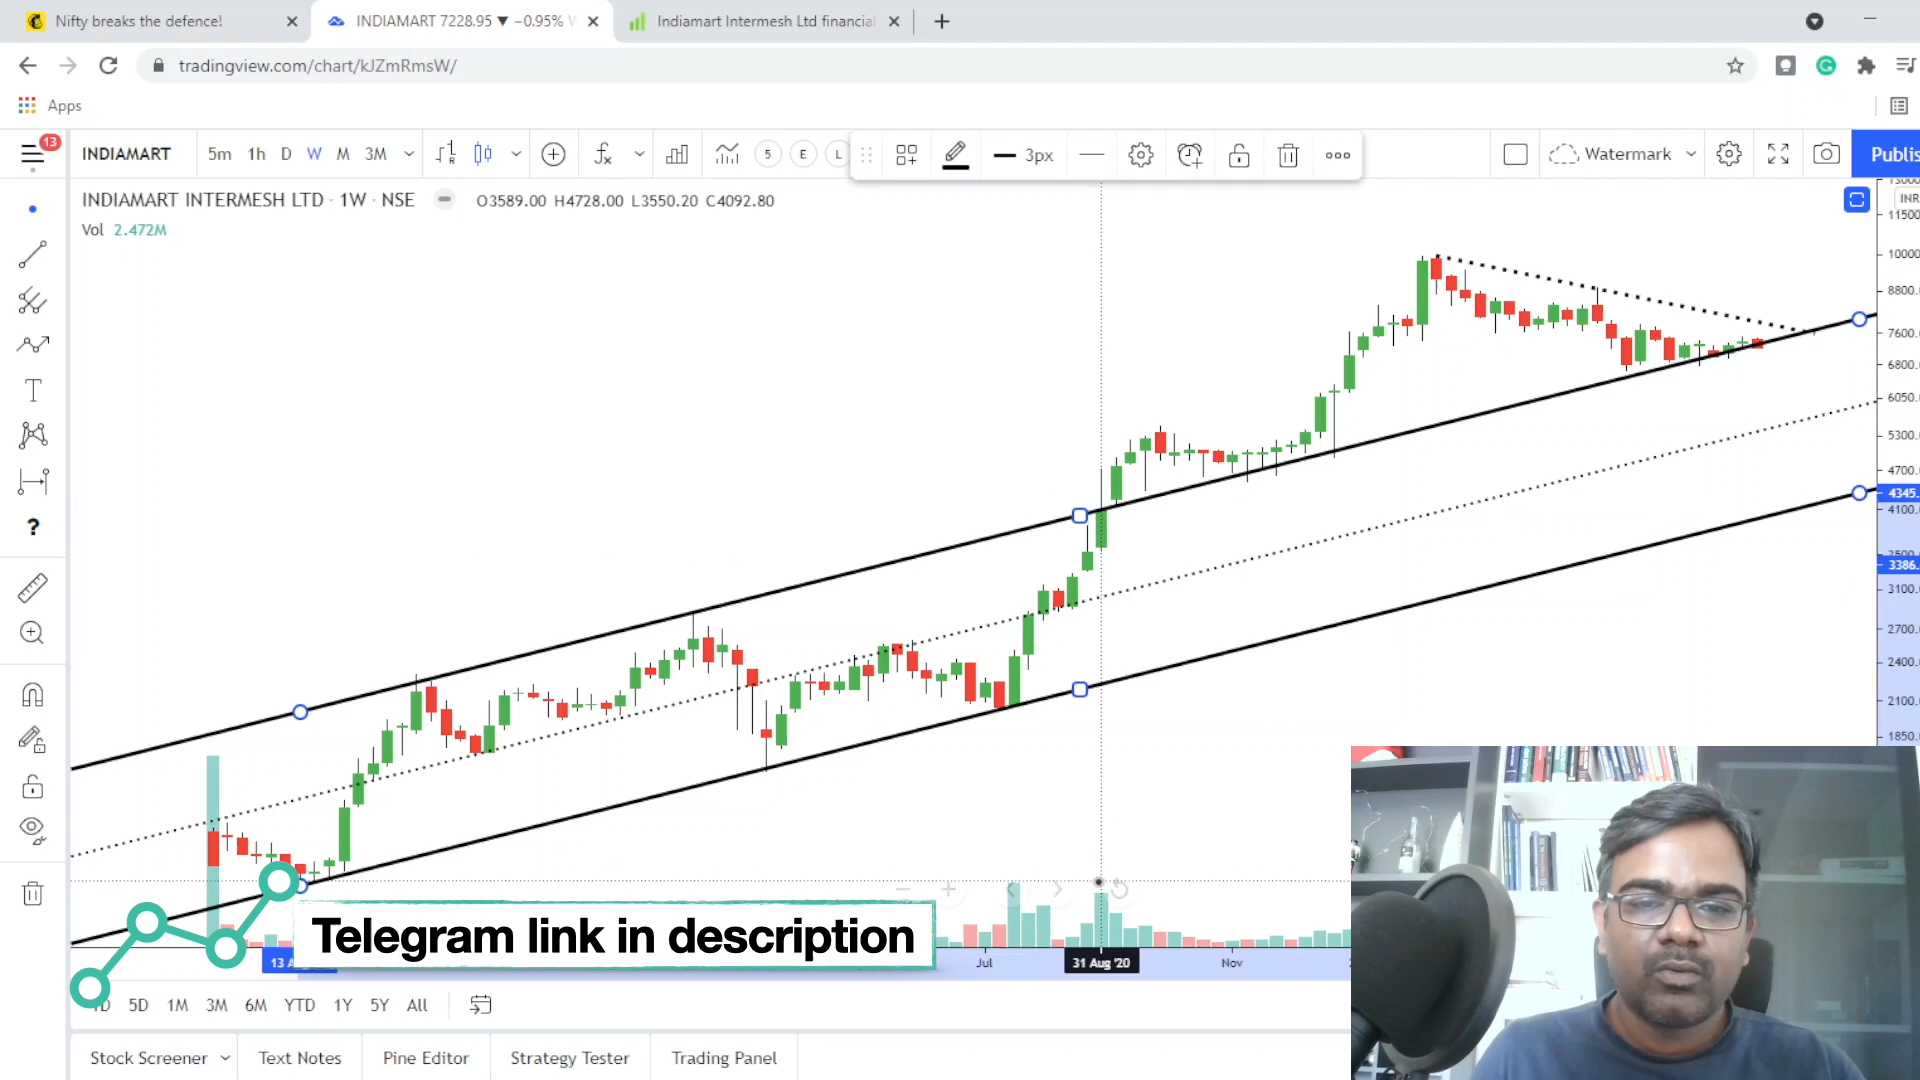 Nifty breaks the defence!
INDIAMART 7228.95 ▼ −0.95%
Indiamart Intermesh Ltd financial
tradingview.com/chart/kJZmRmsW/
Apps
13
INDIAMART
5m 1h D W M 3M
5 E L
3px
Watermark
Publis
INDIAMART INTERMESH LTD · 1W · NSE
O3589.00 H4728.00 L3550.20 C4092.80
INR
Vol 2.472M
11500
10000
8800.
7600.
6800.
6050.
5300.
4700.
4345.
4100.
3500
3386.
3100.
2700.
2400.
2100.
1850.
Telegram link in description
13 A
Jul
31 Aug '20
Nov
D 5D 1M 3M 6M YTD 1Y 5Y All
Stock Screener
Text Notes
Pine Editor
Strategy Tester
Trading Panel